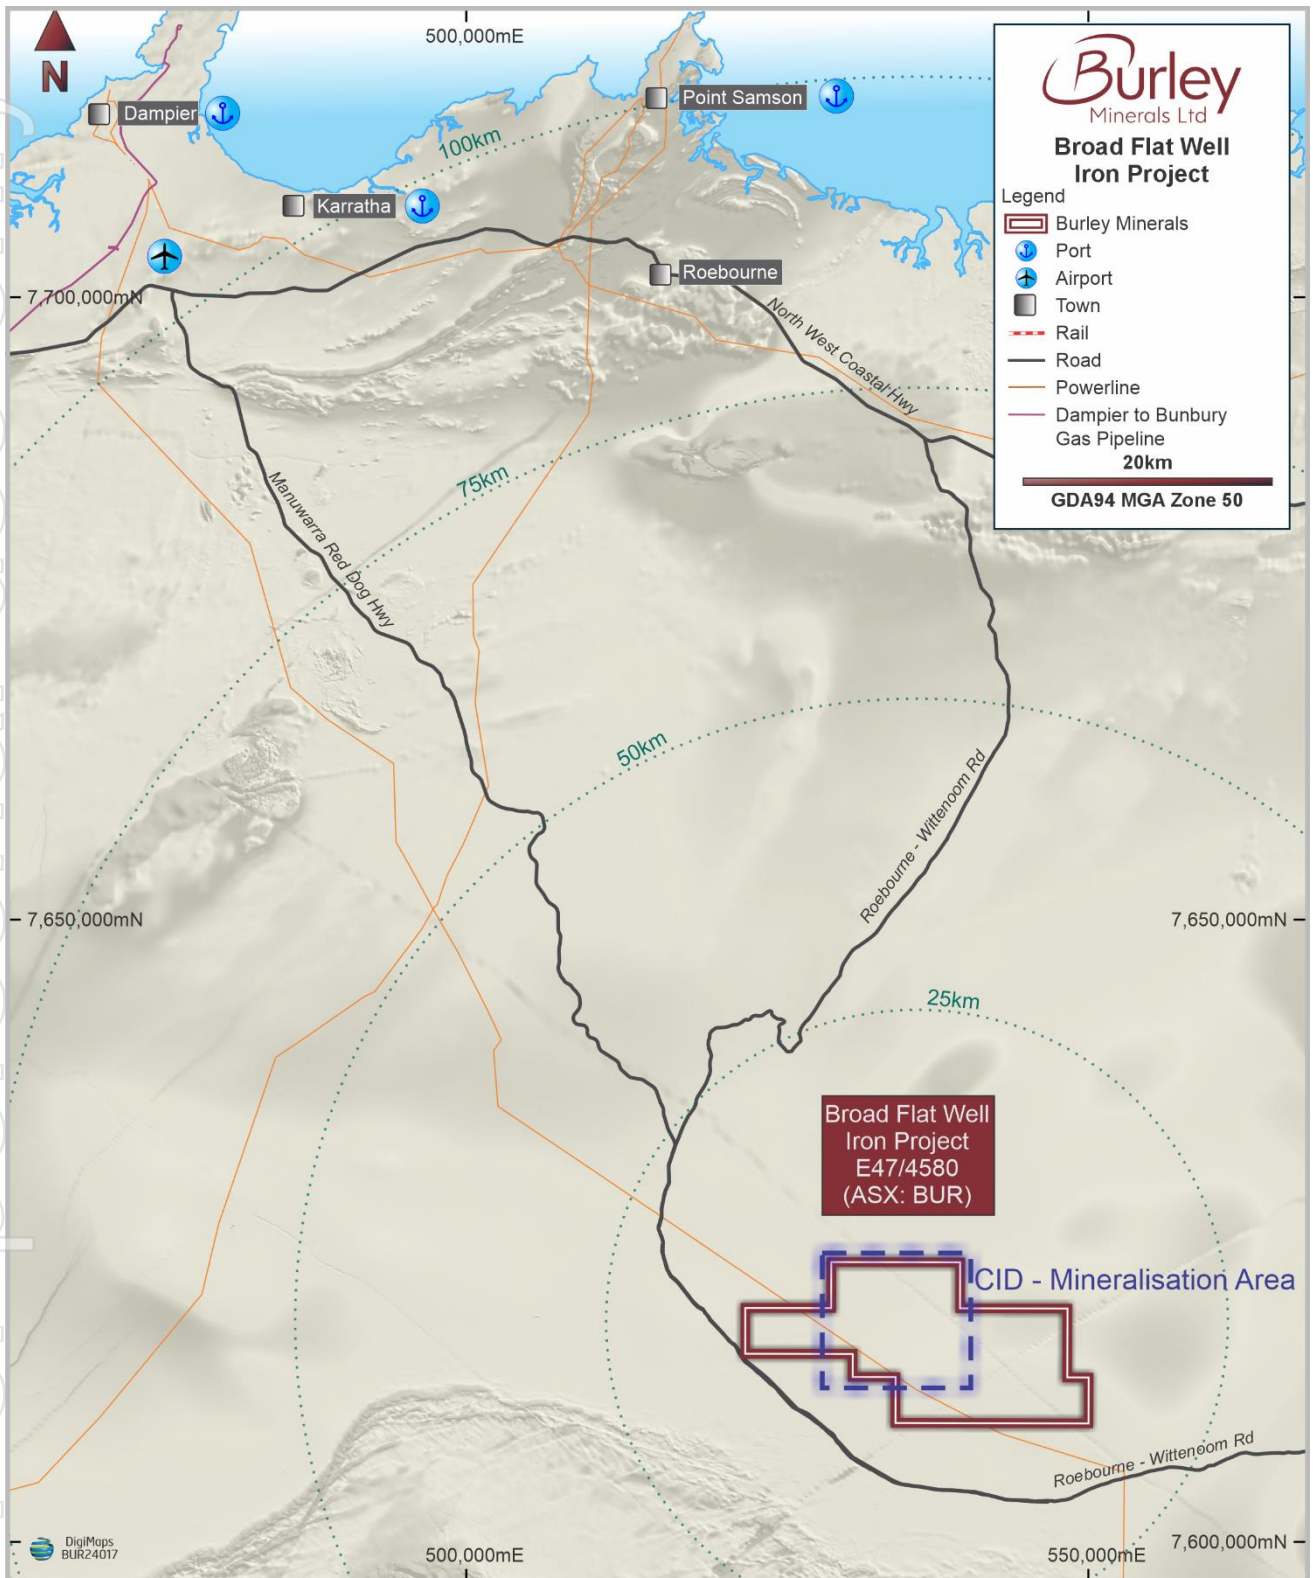 500,000mE
N
Dampier
Point Samson
100km
Karratha
Roebourne
7,700,000mN
North West Coastal Hwy
75km
Manuwarra Red Dog Hwy
50km
Roebourne - Wittenoom Rd
7,650,000mN
7,650,000mN
25km
Broad Flat Well
Iron Project
E47/4580
(ASX: BUR)
CID - Mineralisation Area
Roebourne - Wittenoom Rd
DigiMaps
BUR24017
500,000mE
550,000mE
7,600,000mN
Burley
Minerals Ltd
Broad Flat Well
Iron Project
Legend
Burley Minerals
Port
Airport
Town
Rail
Road
Powerline
Dampier to Bunbury
Gas Pipeline
20km
GDA94 MGA Zone 50